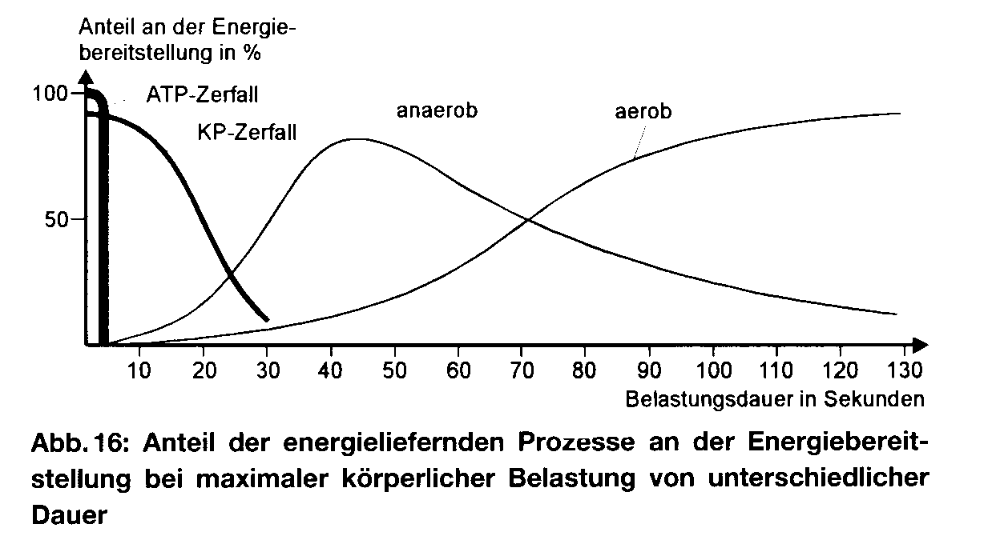 Anteil an der Energie-
bereitstellung in %
100
ATP-Zerfall
KP-Zerfall
anaerob
aerob
50
10 20 30 40 50 60 70 80 90 100 110 120 130
Belastungsdauer in Sekunden
Abb. 16: Anteil der energieliefernden Prozesse an der Energiebereit-
stellung bei maximaler körperlicher Belastung von unterschiedlicher
Dauer